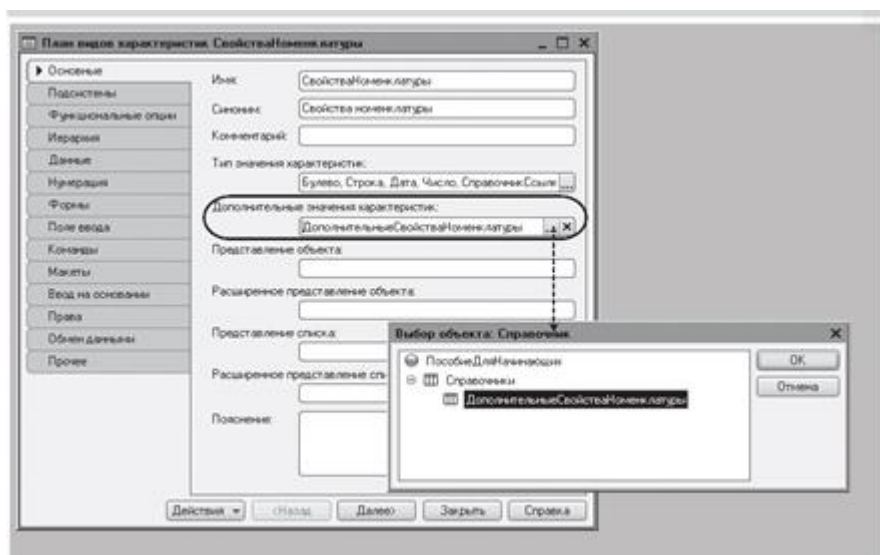 План видов характеристик СвойстваНоменклатуры
Основные
Подсистемы
Функциональные опции
Иерархия
Данные
Нумерация
Формы
Поле ввода
Команды
Макеты
Ввод на основании
Права
Обмен данными
Прочее
Имя:
СвойстваНоменклатуры
Синоним:
Свойства номенклатуры
Комментарий:
Тип значения характеристик:
Булево, Строка, Дата, Число, СправочникСсылк ...
Дополнительные значения характеристик:
ДополнительныеСвойстваНоменклатуры ... ×
Представление объекта:
Расширенное представление объекта:
Представление списка:
Расширенное представление спи
Пояснение:
Действия
<Назад
Далее>
Закрыть
Справка
Выбор объекта: Справочник
ПособиеДляНачинающих
Справочники
ДополнительныеСвойстваНоменклатуры
OK
Отмена